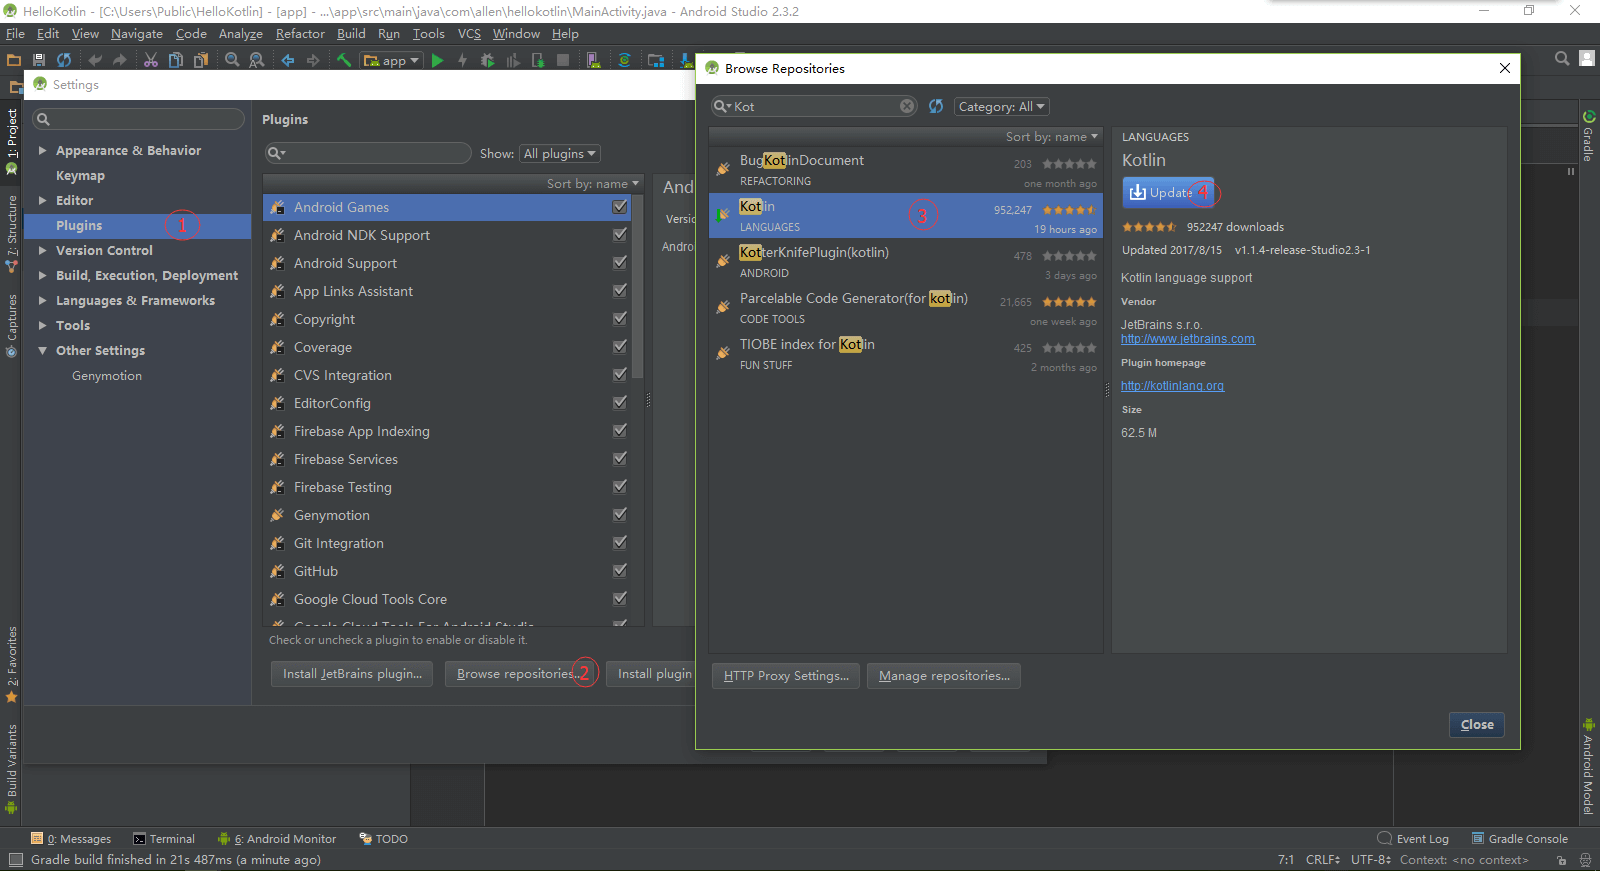 HelloKotlin - [C:\Users\Public\HelloKotlin] - [app] - ...\app\src\main\java\com\allen\hellokotlin\MainActivity.java - Android Studio 2.3.2
File Edit View Navigate Code Analyze Refactor Build Run Tools VCS Window Help
app
1: Project
7: Structure
Captures
2: Favorites
Build Variants
Settings
Appearance & Behavior
Keymap
Editor
Plugins
1
Version Control
Build, Execution, Deployment
Languages & Frameworks
Tools
Other Settings
Genymotion
Plugins
Show: All plugins
Sort by: name
Android Games
Android NDK Support
Android Support
App Links Assistant
Copyright
Coverage
CVS Integration
EditorConfig
Firebase App Indexing
Firebase Services
Firebase Testing
Genymotion
Git Integration
GitHub
Google Cloud Tools Core
Google Cloud Tools For Android Studio
Check or uncheck a plugin to enable or disable it.
Install JetBrains plugin...
Browse repositories...
2
Install plugin
And
Versio
Andro
Browse Repositories
Kot
Category: All
Sort by: name
BugKotlinDocument 203
REFACTORING one month ago
Kotlin 3 952,247
LANGUAGES 19 hours ago
KotterKnifePlugin(kotlin) 478
ANDROID 3 days ago
Parcelable Code Generator(for kotlin) 21,665
CODE TOOLS one week ago
TIOBE index for Kotlin 425
FUN STUFF 2 months ago
LANGUAGES
Kotlin
Update 4
952247 downloads
Updated 2017/8/15 v1.1.4-release-Studio2.3-1
Kotlin language support
Vendor
JetBrains s.r.o.
http://www.jetbrains.com
Plugin homepage
http://kotlinlang.org
Size
62.5 M
HTTP Proxy Settings...
Manage repositories...
Close
Gradle
Android Model
0: Messages Terminal 6: Android Monitor TODO Event Log Gradle Console
Gradle build finished in 21s 487ms (a minute ago) 7:1 CRLF UTF-8 Context: <no context>